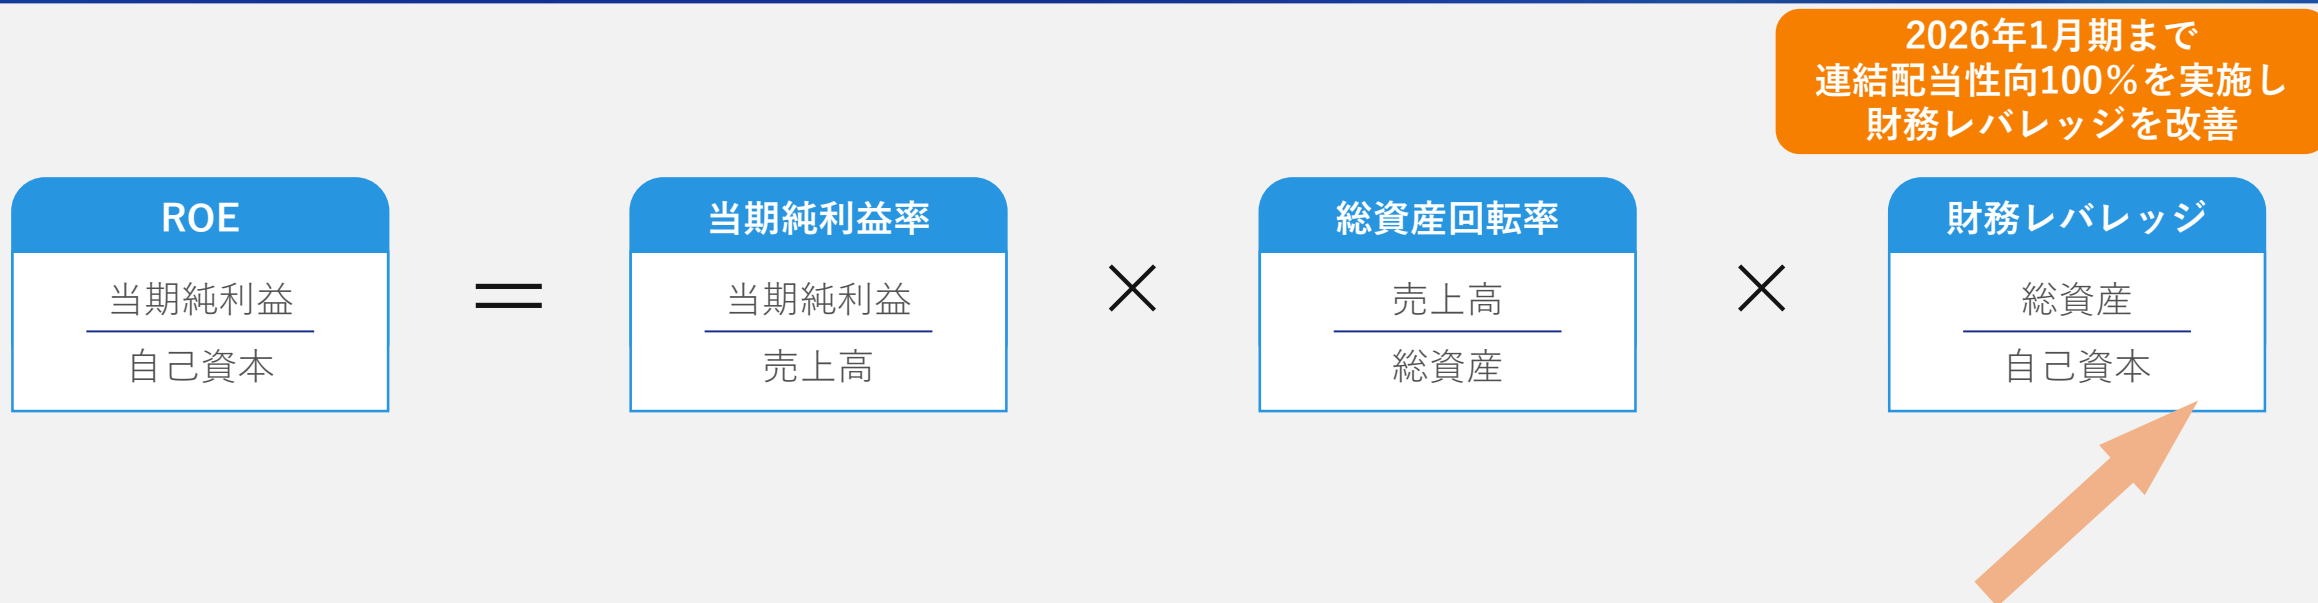 2026年1月期まで
連結配当性向100％を実施し
財務レバレッジを改善
ROE
当期純利益
自己資本
＝
当期純利益率
当期純利益
売上高
×
総資産回転率
売上高
総資産
×
財務レバレッジ
総資産
自己資本